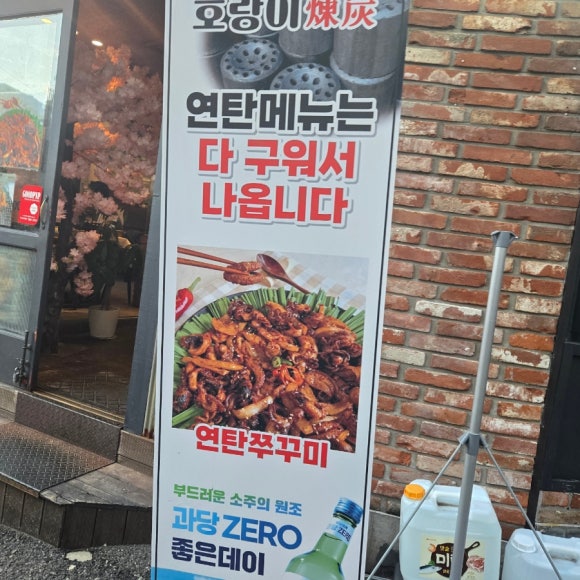 호랑이煉炭
연탄메뉴는
다 구워서
나옵니다
연탄쭈꾸미
부드러운 소주의 원조
과당 ZERO
좋은데이